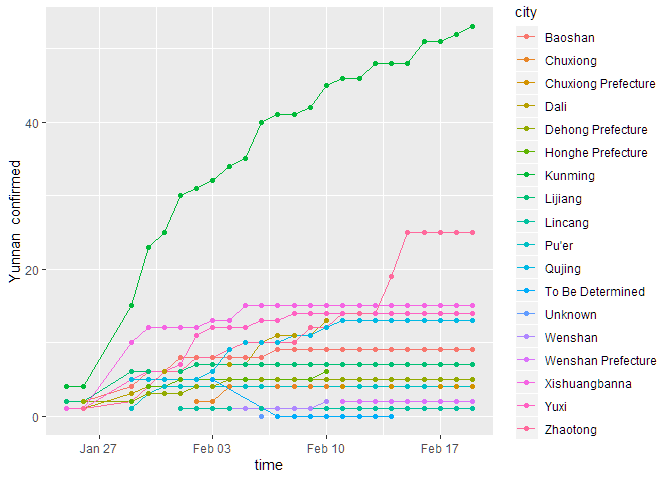 city
Baoshan
Chuxiong
Chuxiong Prefecture
Dali
Dehong Prefecture
Honghe Prefecture
Kunming
Lijiang
Lincang
Pu'er
Qujing
To Be Determined
Unknown
Wenshan
Wenshan Prefecture
Xishuangbanna
Yuxi
Zhaotong
Yunnan confirmed
40
20
0
Jan 27 Feb 03 Feb 10 Feb 17
time